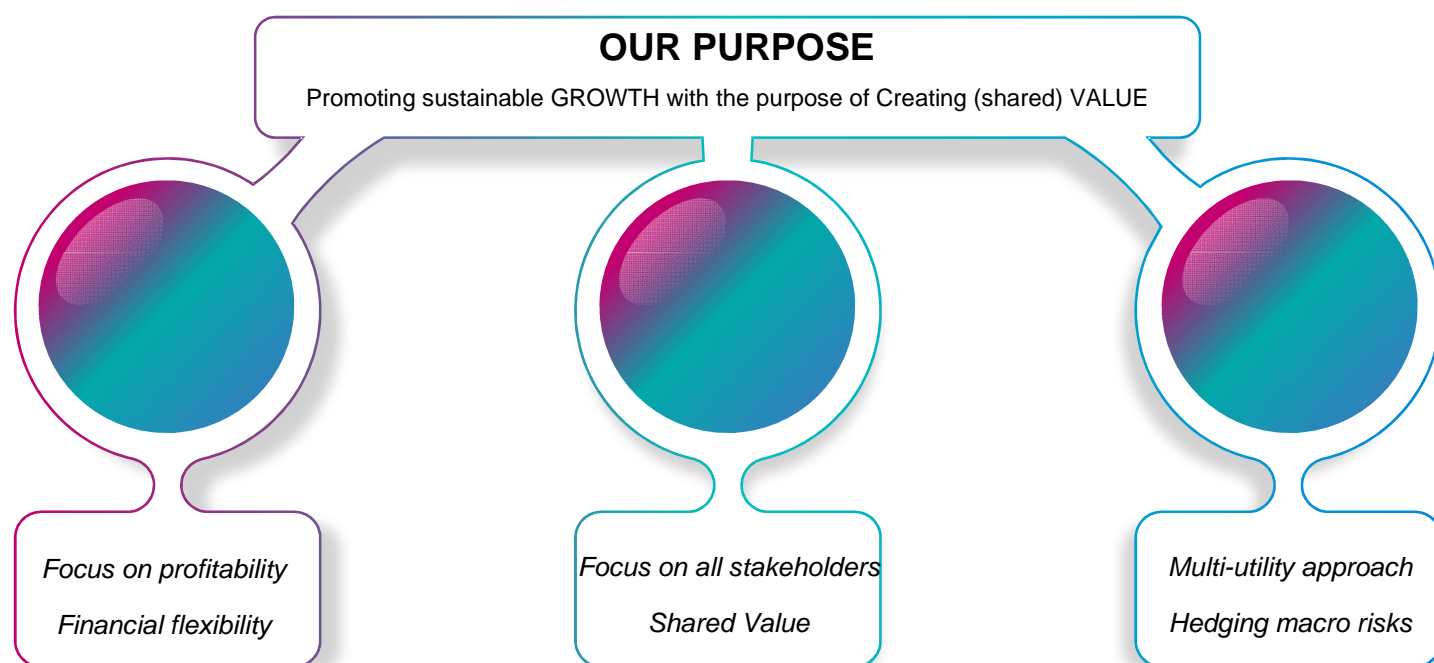 OUR PURPOSE
Promoting sustainable GROWTH with the purpose of Creating (shared) VALUE
Focus on profitability
Financial flexibility
Focus on all stakeholders
Shared Value
Multi-utility approach
Hedging macro risks